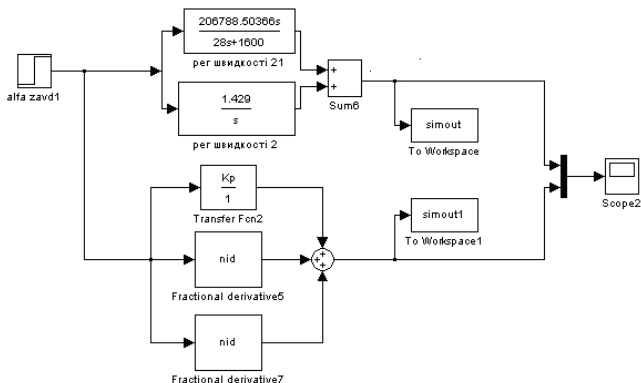 206788.50366s
28s+1600
рег швидкості 21
alfa zavd1
1.429
s
рег швидкості 2
+
+
Sum6
simout
To Workspace
Scope2
Kp
1
Transfer Fcn2
simout1
To Workspace1
nid
Fractional derivative5
+
+
+
nid
Fractional derivative7